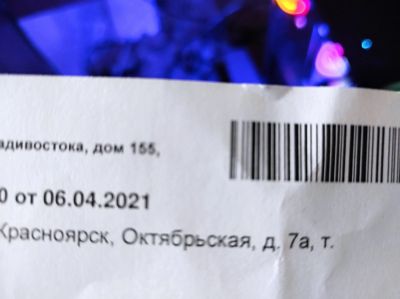 адивостока, дом 155,
0 от 06.04.2021
Красноярск, Октябрьская, д. 7а, т.